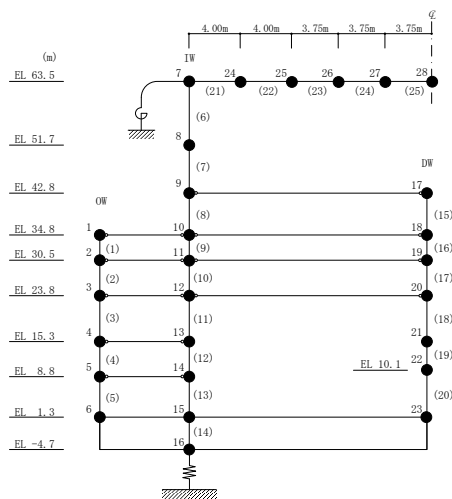 ℄
4.00m 4.00m 3.75m 3.75m 3.75m
(m) IW
EL 63.5 7 24 25 26 27 28
(21) (22) (23) (24) (25)
(6)
EL 51.7 8
(7) DW
EL 42.8 9 17
OW (8) (15)
EL 34.8 1 10 18
(1) (9) (16)
EL 30.5 2 11 19
(2) (10) (17)
EL 23.8 3 12 20
(3) (11) (18)
EL 15.3 4 13 21
(4) (12) (19)
EL 8.8 5 14 EL 10.1 22
(5) (13) (20)
EL 1.3 6 15 23
(14)
EL -4.7 16